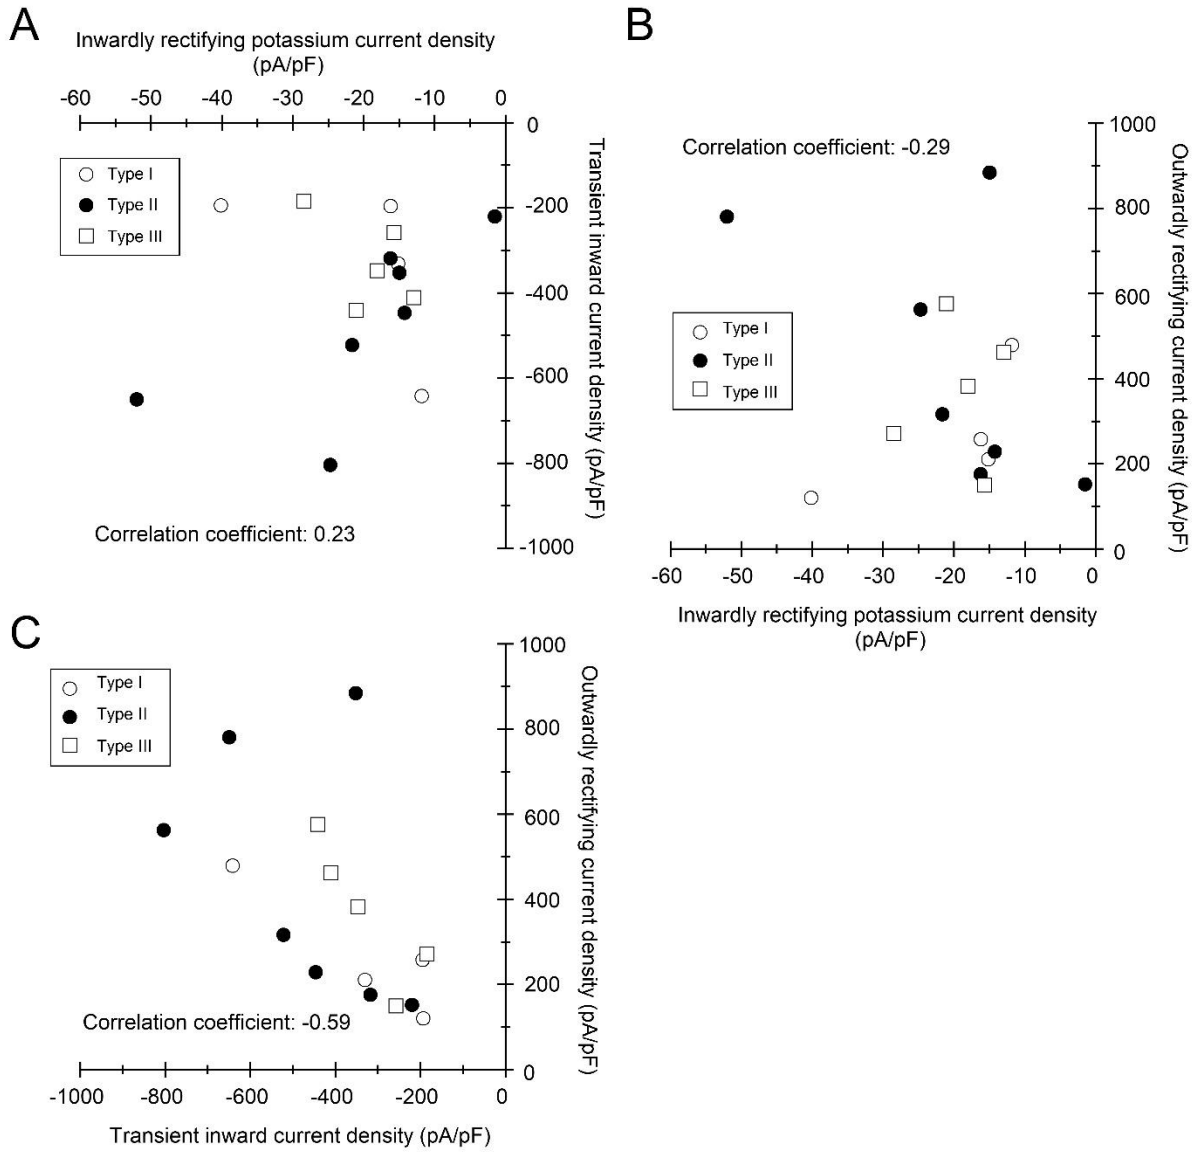 A
Inwardly rectifying potassium current density
(pA/pF)
-60 -50 -40 -30 -20 -10 0
0
-200
-400
-600
-800
-1000
Transient inward current density (pA/pF)
Type I
Type II
Type III
Correlation coefficient: 0.23
B
Correlation coefficient: -0.29
1000
800
600
400
200
0
Outwardly rectifying current density (pA/pF)
Type I
Type II
Type III
-60 -50 -40 -30 -20 -10 0
Inwardly rectifying potassium current density
(pA/pF)
C
1000
800
600
400
200
0
Outwardly rectifying current density (pA/pF)
Type I
Type II
Type III
Correlation coefficient: -0.59
-1000 -800 -600 -400 -200 0
Transient inward current density (pA/pF)